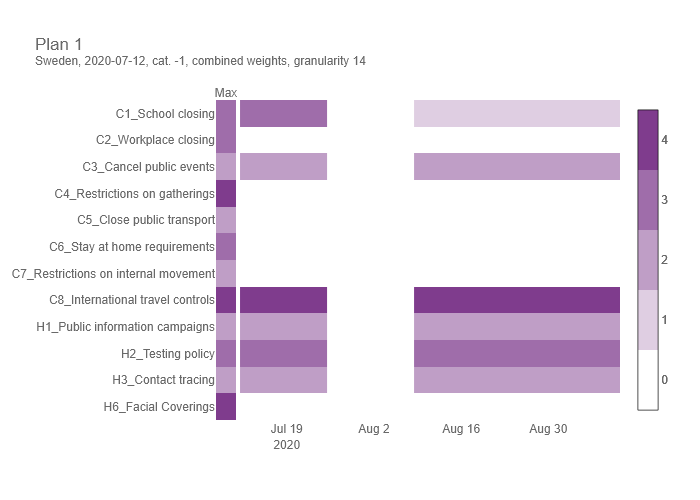 Plan 1
Sweden, 2020-07-12, cat. -1, combined weights, granularity 14
Max
C1_School closing
C2_Workplace closing
C3_Cancel public events
C4_Restrictions on gatherings
C5_Close public transport
C6_Stay at home requirements
C7_Restrictions on internal movement
C8_International travel controls
H1_Public information campaigns
H2_Testing policy
H3_Contact tracing
H6_Facial Coverings
Jul 19 Aug 2 Aug 16 Aug 30
2020
4
3
2
1
0